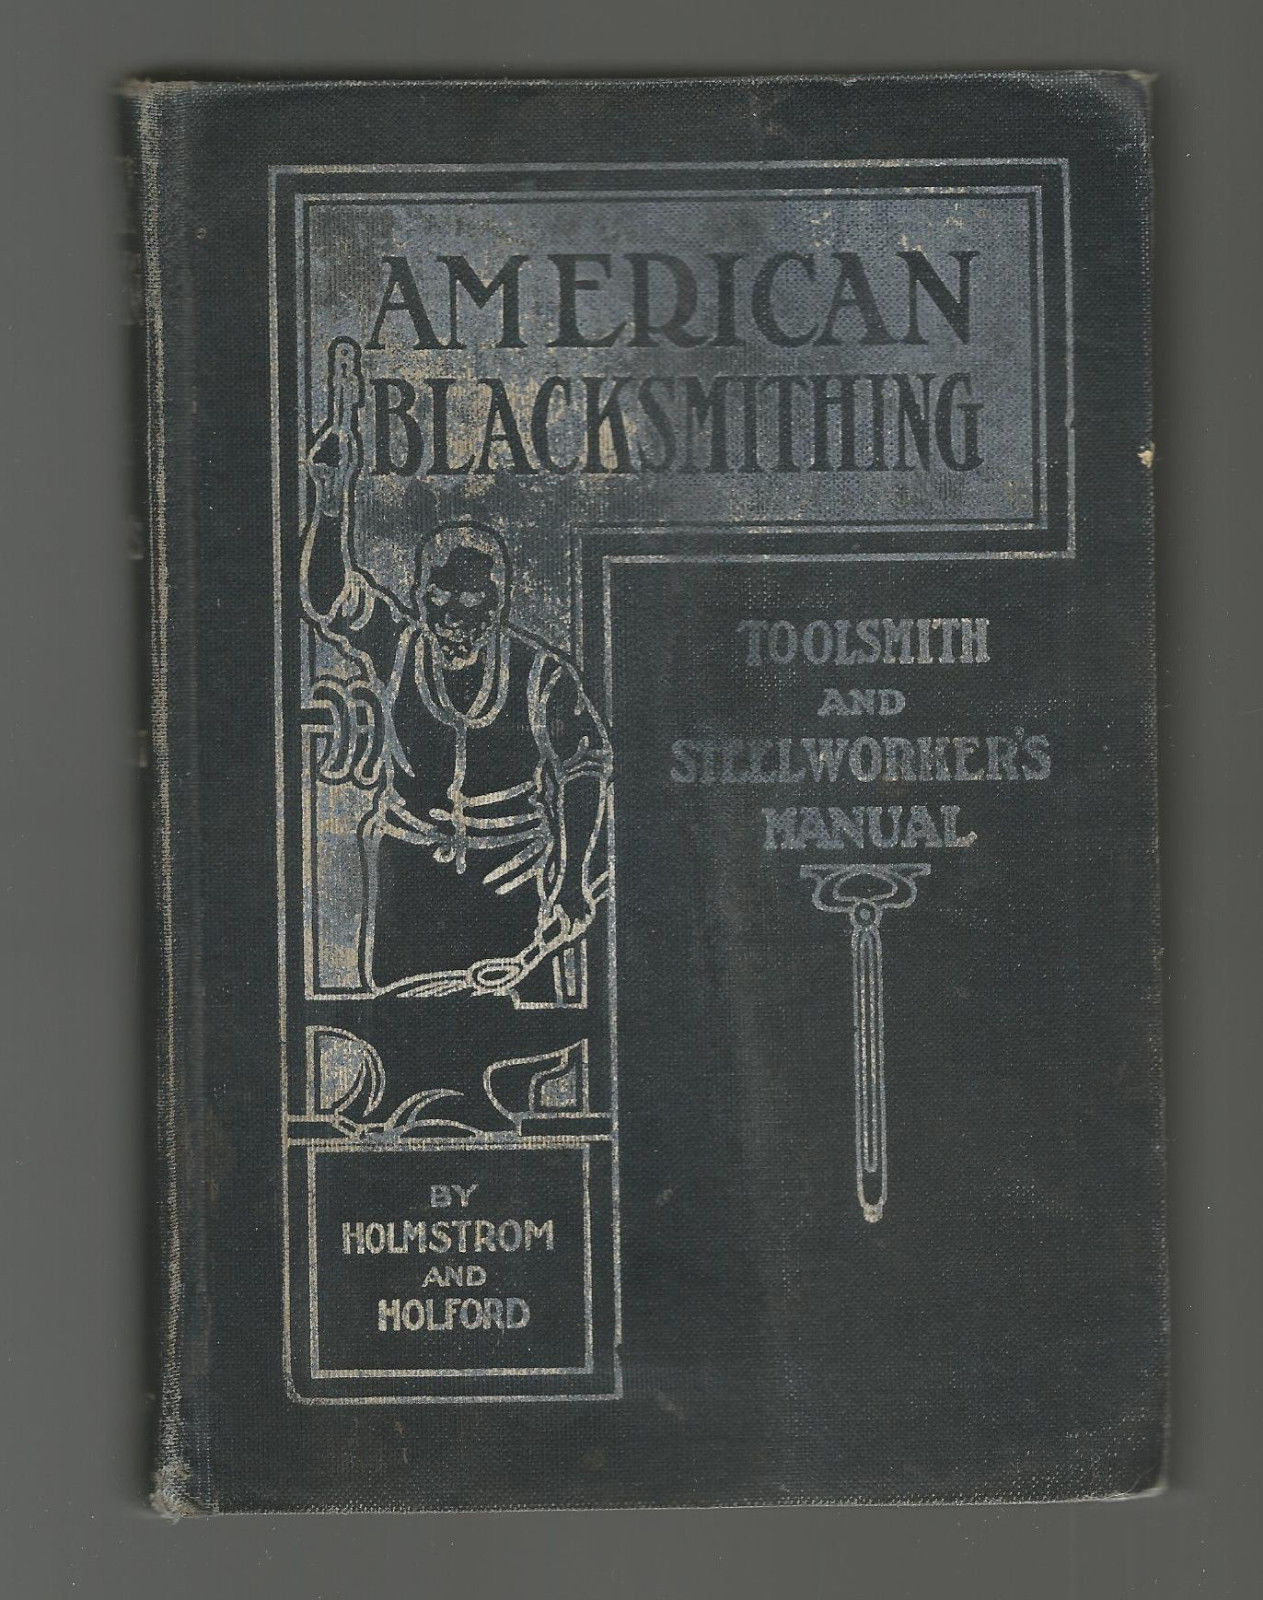 AMERICAN
BLACKSMITHING
TOOLSMITH
AND
STEELWORKER'S
MANUAL
BY
HOLMSTROM
AND
HOLFORD